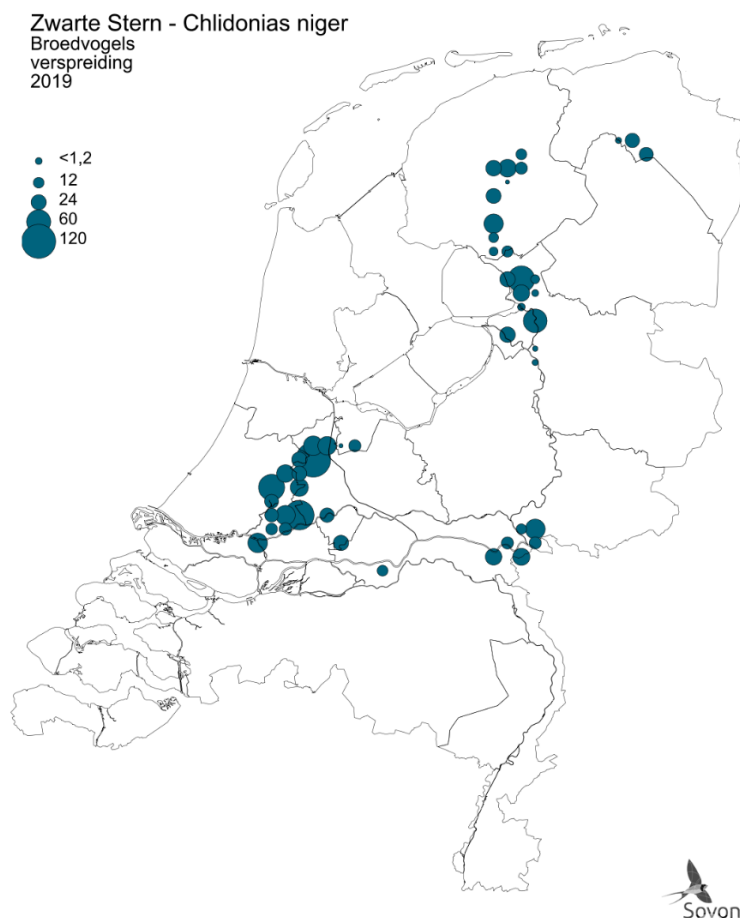 Zwarte Stern - Chlidonias niger
Broedvogels
verspreiding
2019
<1,2
12
24
60
120
Sovon